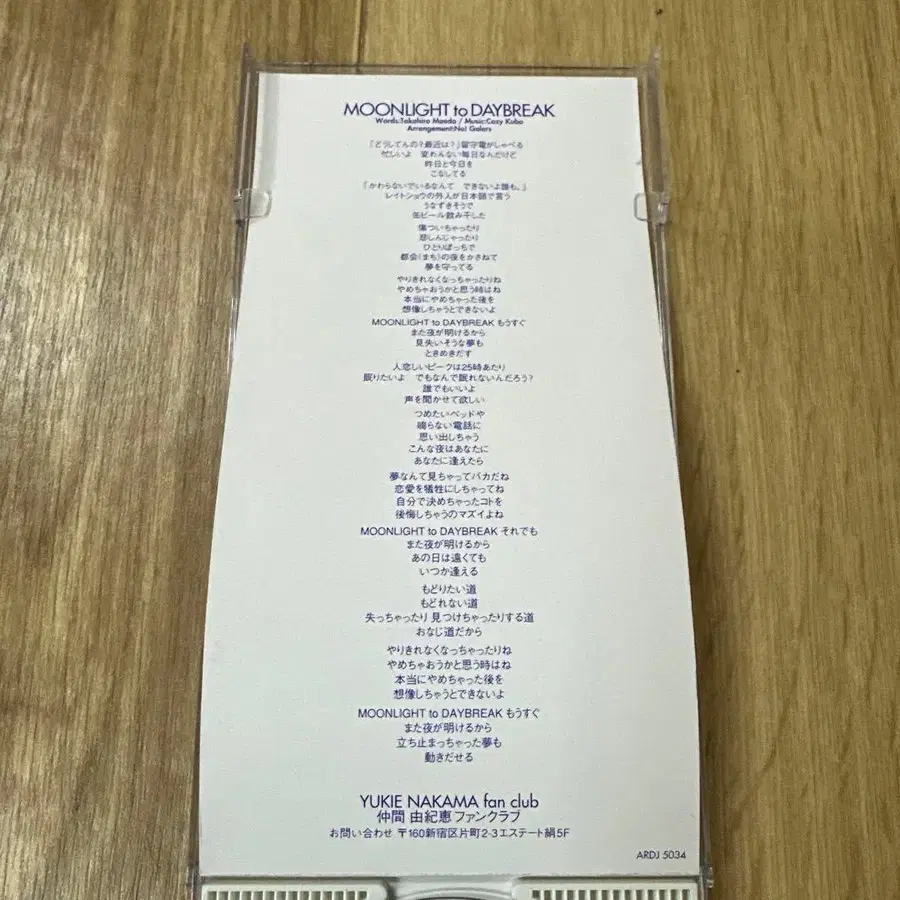 MOONLIGHT to DAYBREAK
Words:Takahiro Maeda / Music:Cozy Kubo
Arrangement:No! Galers
「どうしてんの?最近は?」留守電がしゃべる
忙しいよ 変わんない毎日なんだけど
昨日と今日を
こなしてる
「かわらないでいるなんて できないよ誰も。」
レイトショウの外人が日本語で言う
うなずきそうで
缶ビール飲み干した
傷ついちゃったり
悲しんじゃったり
ひとりぼっちで
都会(まち)の夜をかさねて
夢を守ってる
やりきれなくなっちゃったりね
やめちゃおうかと思う時はね
本当にやめちゃった後を
想像しちゃうとできないよ
MOONLIGHT to DAYBREAK もうすぐ
また夜が明けるから
見失いそうな夢も
ときめきだす
人恋しいピークは25時あたり
眠りたいよ でもなんで眠れないんだろう?
誰でもいいよ
声を聞かせて欲しい
つめたいベッドや
鳴らない電話に
思い出しちゃう
こんな夜はあなたに
あなたに逢えたら
夢なんて見ちゃってバカだね
恋愛を犠牲にしちゃってね
自分で決めちゃったコトを
後悔しちゃうのマズイよね
MOONLIGHT to DAYBREAK それでも
また夜が明けるから
あの日は遠くても
いつか逢える
もどりたい道
もどれない道
失っちゃったり 見つけちゃったりする道
おなじ道だから
やりきれなくなっちゃったりね
やめちゃおうかと思う時はね
本当にやめちゃった後を
想像しちゃうとできないよ
MOONLIGHT to DAYBREAK もうすぐ
また夜が明けるから
立ち止まっちゃった夢も
動きだせる
YUKIE NAKAMA fan club
仲間 由紀恵 ファンクラブ
お問い合わせ 〒160新宿区片町2-3エステート絹5F
ARDJ 5034